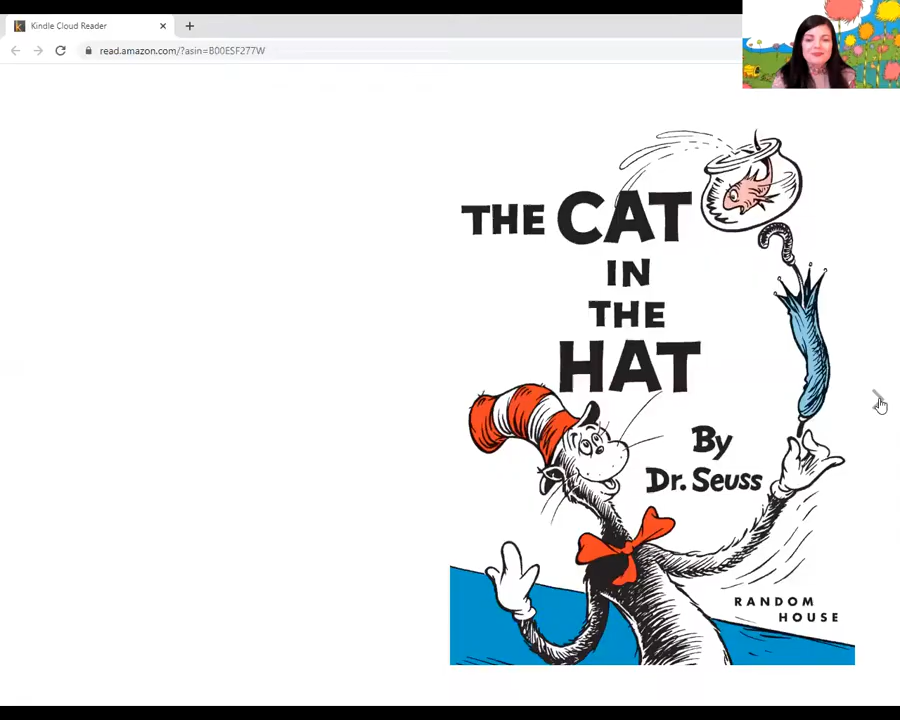 Kindle Cloud Reader
read.amazon.com/?asin=B00ESF277W
THE CAT
IN
THE
HAT
By
Dr. Seuss
RANDOM
HOUSE